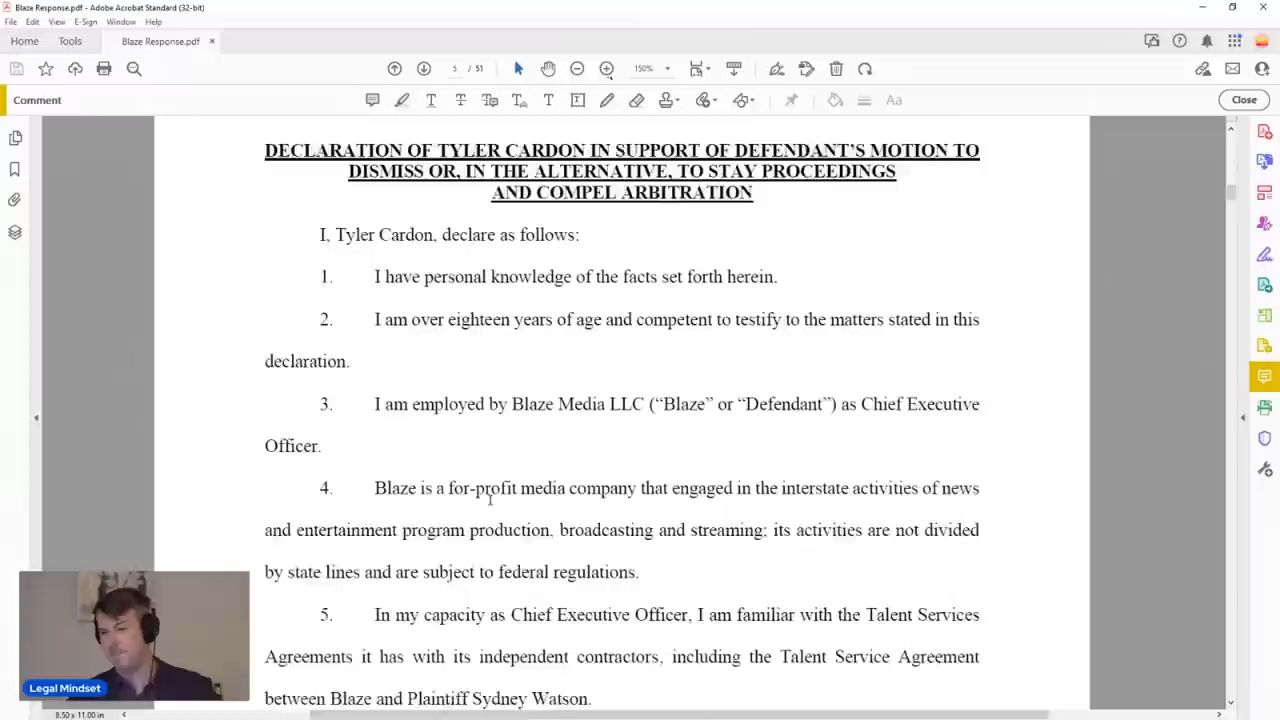 Blaze Response.pdf - Adobe Acrobat Standard (32-bit)
File Edit View E-Sign Window Help
Home Tools Blaze Response.pdf ×
5 / 51 150%
Comment
Close
DECLARATION OF TYLER CARDON IN SUPPORT OF DEFENDANT’S MOTION TO
DISMISS OR, IN THE ALTERNATIVE, TO STAY PROCEEDINGS
AND COMPEL ARBITRATION
I, Tyler Cardon, declare as follows:
1. I have personal knowledge of the facts set forth herein.
2. I am over eighteen years of age and competent to testify to the matters stated in this
declaration.
3. I am employed by Blaze Media LLC (“Blaze” or “Defendant”) as Chief Executive
Officer.
4. Blaze is a for-profit media company that engaged in the interstate activities of news
and entertainment program production, broadcasting and streaming; its activities are not divided
by state lines and are subject to federal regulations.
5. In my capacity as Chief Executive Officer, I am familiar with the Talent Services
Agreements it has with its independent contractors, including the Talent Service Agreement
between Blaze and Plaintiff Sydney Watson.
Legal Mindset
8.50 x 11.00 in